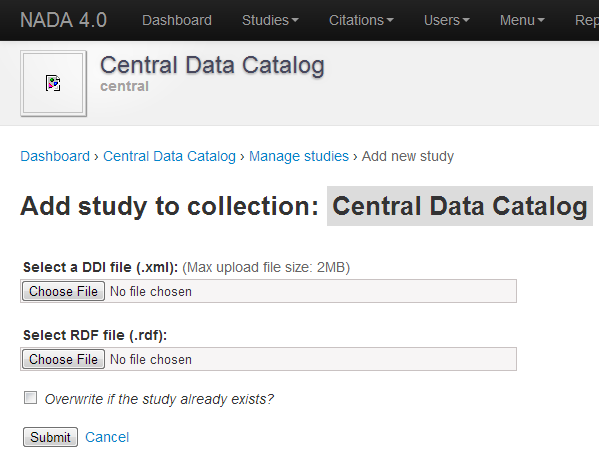 NADA 4.0 Dashboard Studies Citations Users Menu Rep
Central Data Catalog
central
Dashboard › Central Data Catalog › Manage studies › Add new study
Add study to collection: Central Data Catalog
Select a DDI file (.xml): (Max upload file size: 2MB)
Choose File No file chosen
Select RDF file (.rdf):
Choose File No file chosen
Overwrite if the study already exists?
Submit Cancel